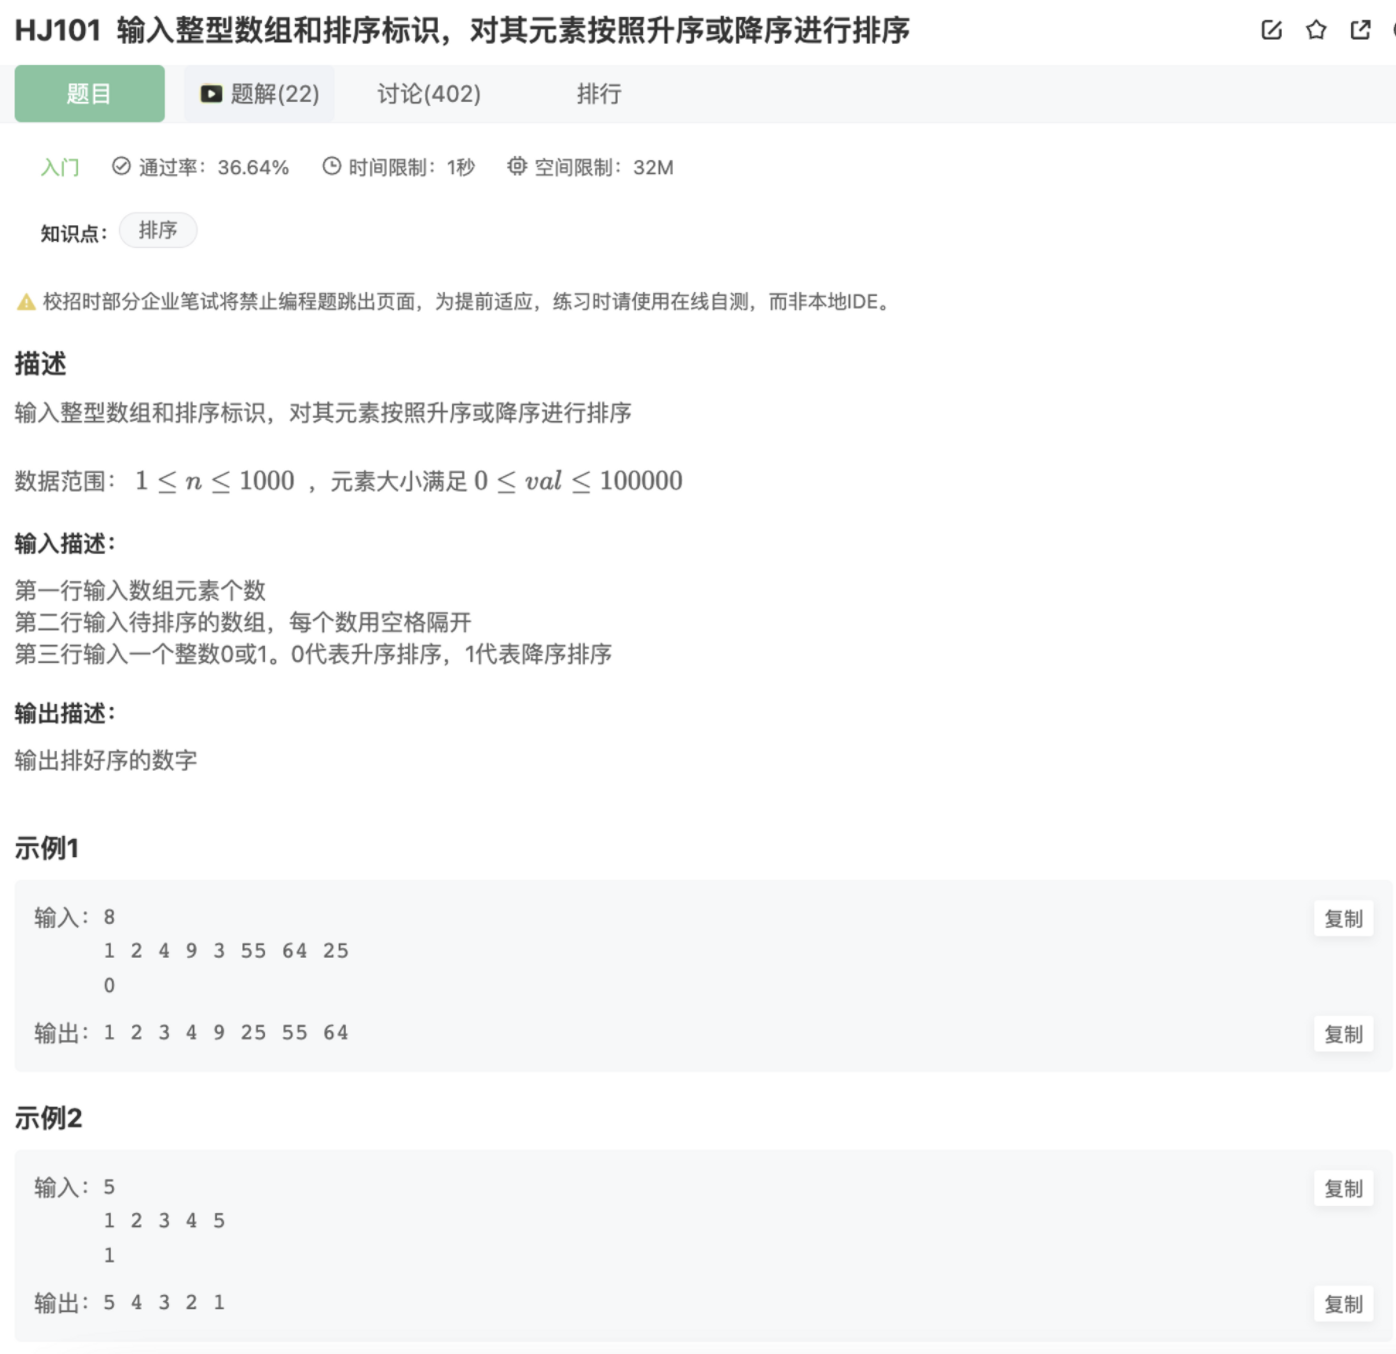 HJ101 输入整型数组和排序标识，对其元素按照升序或降序进行排序
题目 题解(22) 讨论(402) 排行
入门 通过率：36.64% 时间限制：1秒 空间限制：32M
知识点： 排序
校招时部分企业笔试将禁止编程题跳出页面，为提前适应，练习时请使用在线自测，而非本地IDE。
描述
输入整型数组和排序标识，对其元素按照升序或降序进行排序
数据范围： 1 ≤ n ≤ 1000 ，元素大小满足 0 ≤ val ≤ 100000
输入描述：
第一行输入数组元素个数
第二行输入待排序的数组，每个数用空格隔开
第三行输入一个整数0或1。0代表升序排序，1代表降序排序
输出描述：
输出排好序的数字
示例1
输入：8 复制
1 2 4 9 3 55 64 25
0
输出：1 2 3 4 9 25 55 64 复制
示例2
输入：5 复制
1 2 3 4 5
1
输出：5 4 3 2 1 复制